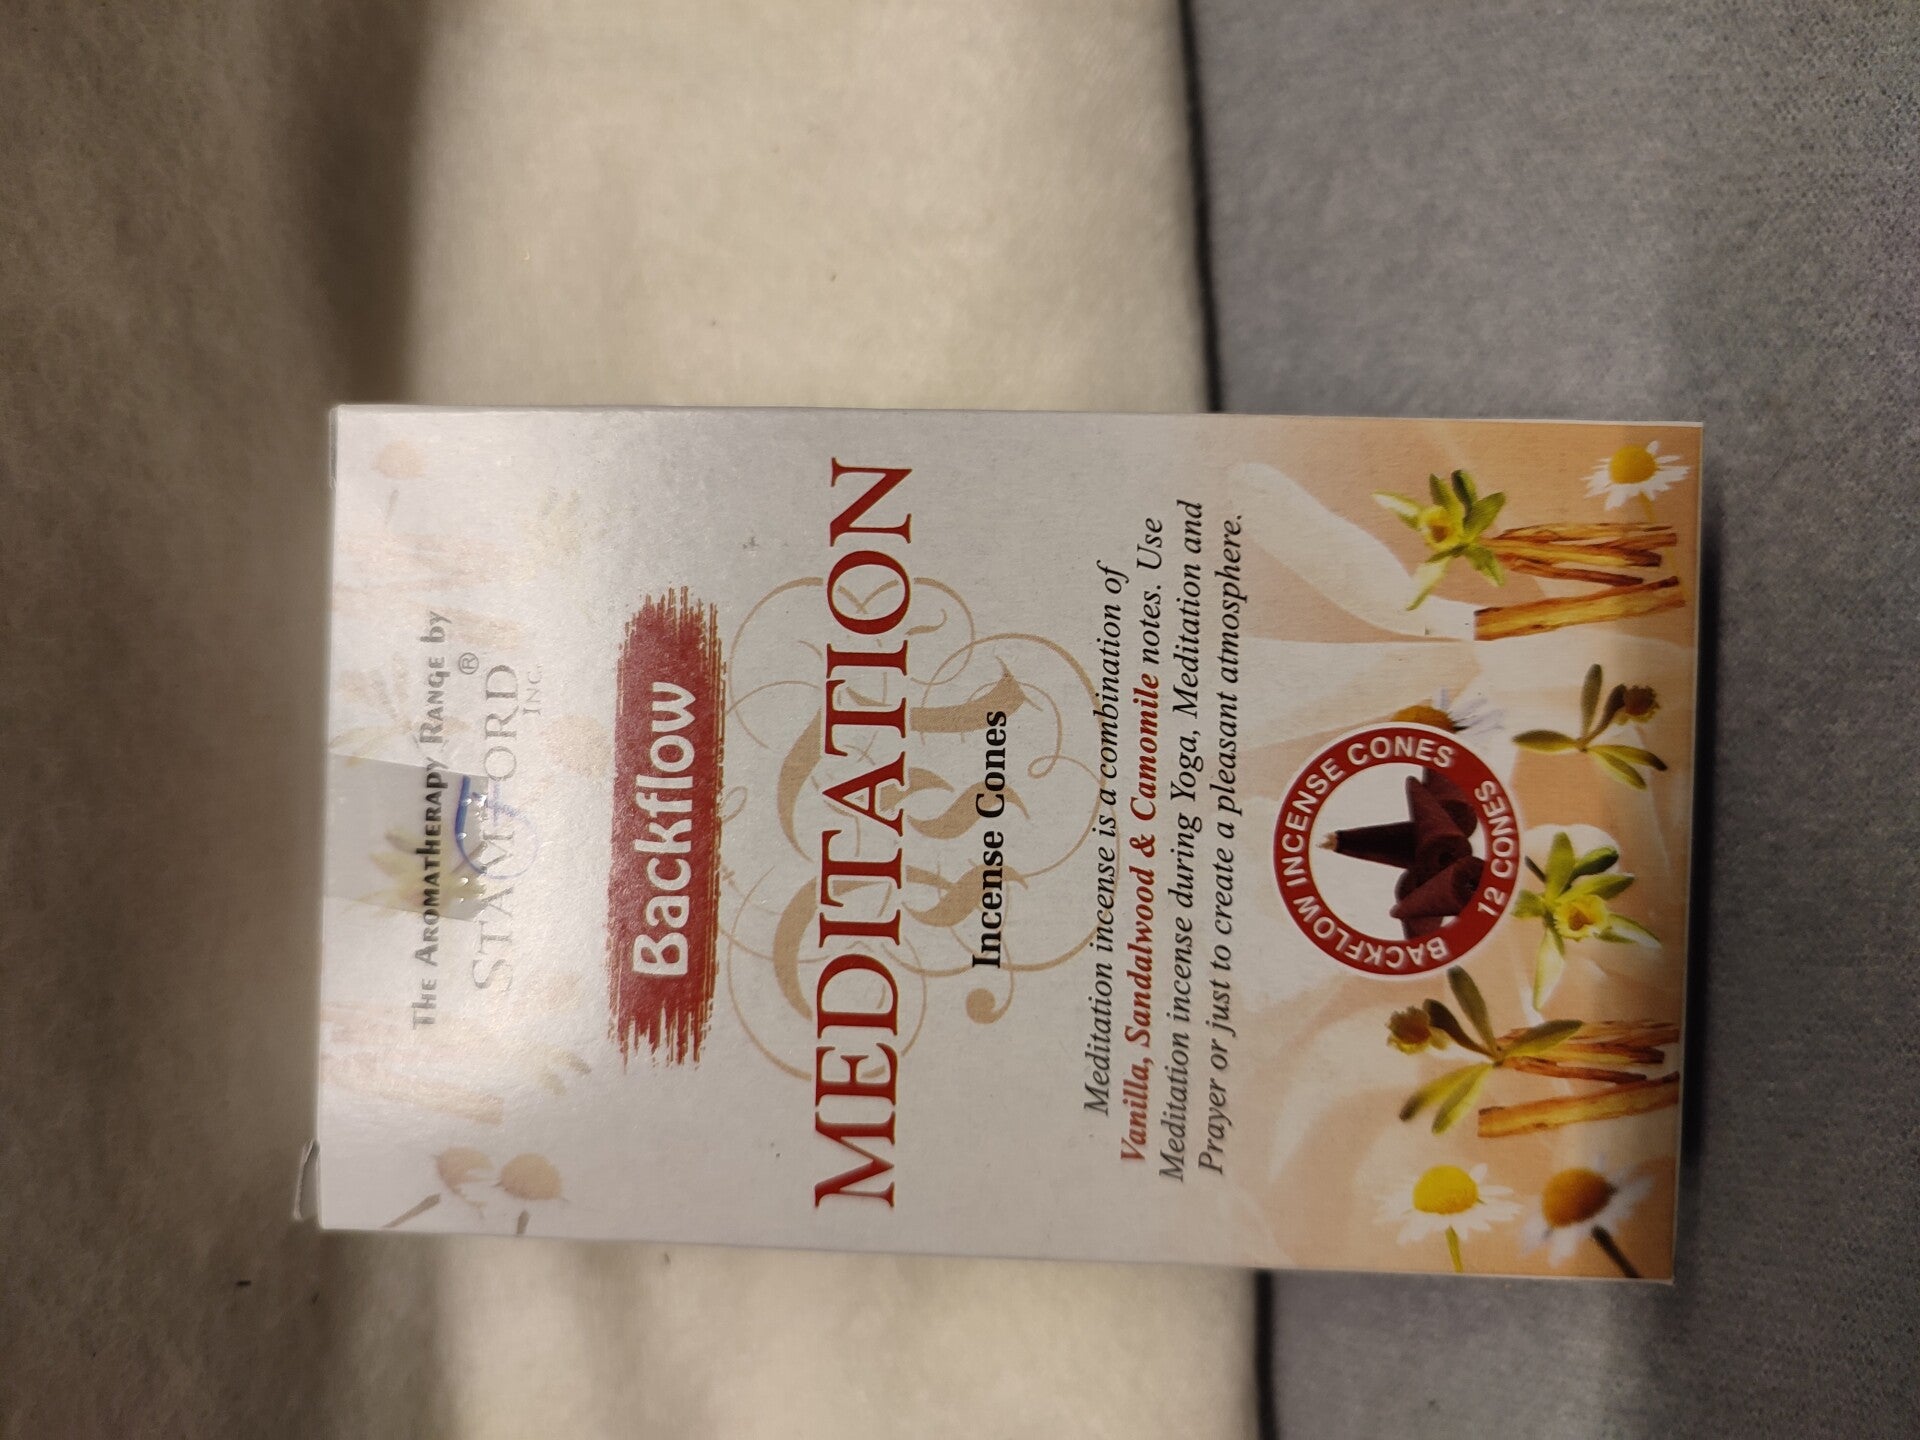 The Aromatherapy Range by
STAMFORD®
INC.
Backflow
MEDITATION
Incense Cones
Meditation incense is a combination of
Vanilla, Sandalwood & Camomile notes. Use
Meditation incense during Yoga, Meditation and
Prayer or just to create a pleasant atmosphere.
BACKFLOW INCENSE CONES
12 CONES